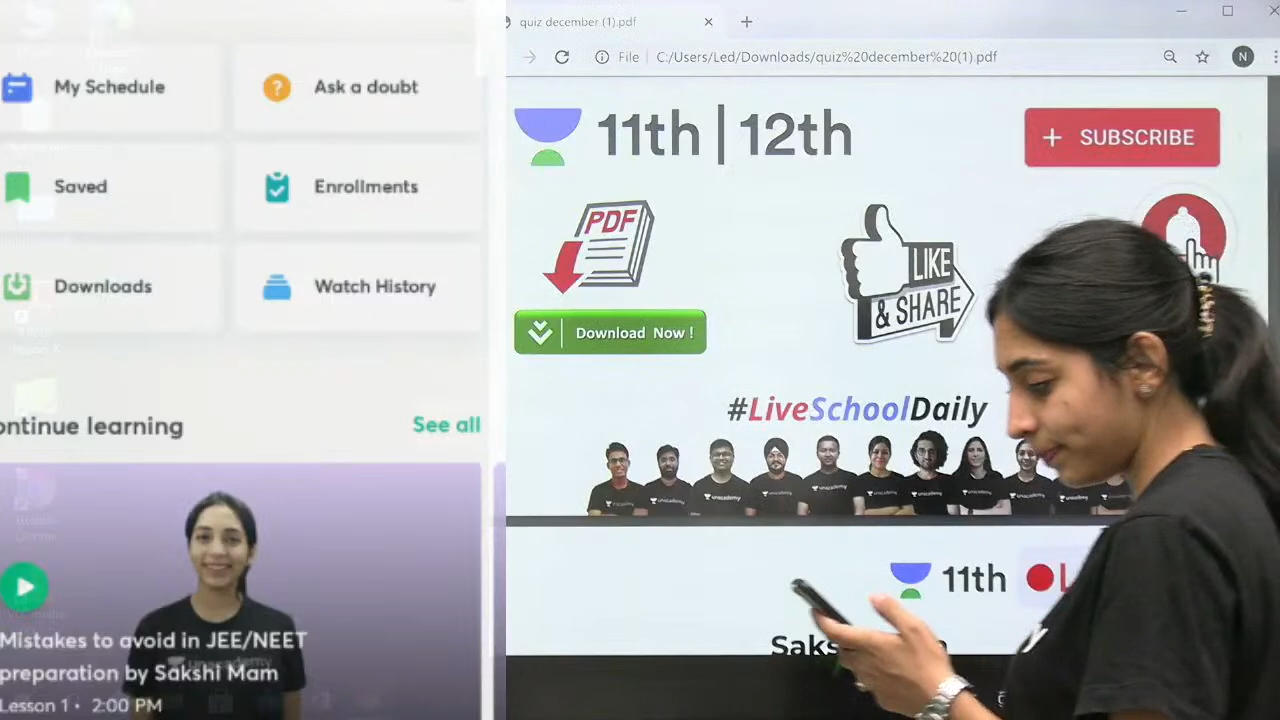 My Schedule
Ask a doubt
Saved
Enrollments
Downloads
Watch History
ontinue learning
See all
Mistakes to avoid in JEE/NEET
preparation by Sakshi Mam
Lesson 1 • 2:00 PM
quiz december (1).pdf
File
C:/Users/Led/Downloads/quiz%20december%20(1).pdf
N
11th | 12th
+ SUBSCRIBE
PDF
LIKE
& SHARE
Download Now !
#LiveSchoolDaily
11th
L
Saks